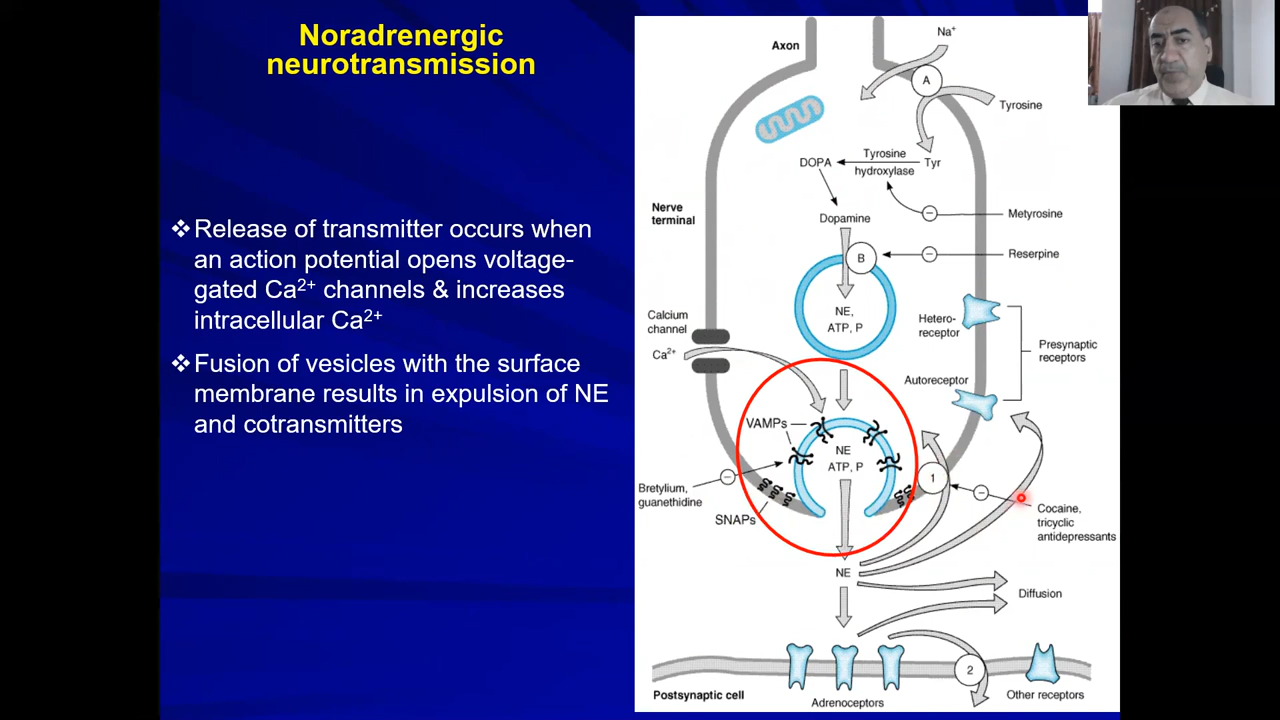 Noradrenergic
neurotransmission
❖Release of transmitter occurs when
an action potential opens voltage-
gated Ca²⁺ channels & increases
intracellular Ca²⁺
❖Fusion of vesicles with the surface
membrane results in expulsion of NE
and cotransmitters
Axon
Na⁺
A
Tyrosine
DOPA
Tyrosine
hydroxylase
Tyr
Nerve
terminal
Dopamine
Metyrosine
B
Reserpine
NE,
ATP, P
Calcium
channel
Ca²⁺
Hetero-
receptor
Presynaptic
receptors
Autoreceptor
VAMPs
NE
ATP, P
1
Bretylium,
guanethidine
SNAPs
Cocaine,
tricyclic
antidepressants
NE
Diffusion
2
Postsynaptic cell
Adrenoceptors
Other receptors